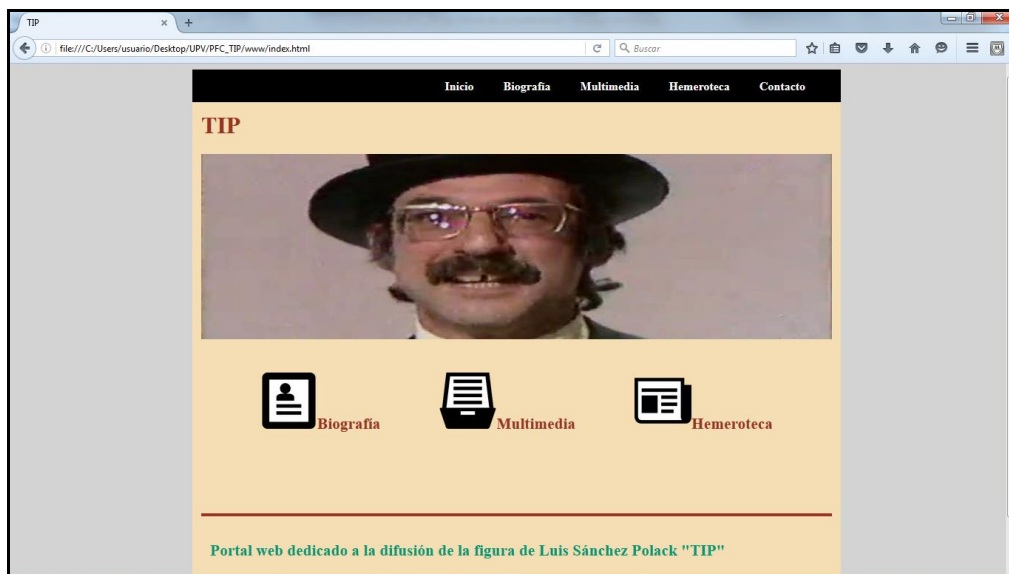 TIP
file:///C:/Users/usuario/Desktop/UPV/PFC_TIP/www/index.html
Buscar
Inicio Biografía Multimedia Hemeroteca Contacto
TIP
Biografía Multimedia Hemeroteca
Portal web dedicado a la difusión de la figura de Luis Sánchez Polack "TIP"